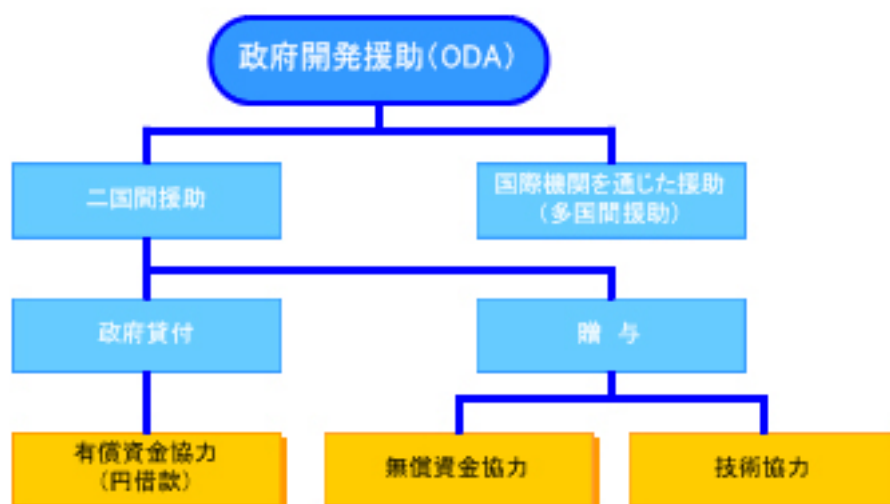 政府開発援助(ODA)
二国間援助
国際機関を通じた援助
(多国間援助)
政府貸付
贈 与
有償資金協力
(円借款)
無償資金協力
技術協力